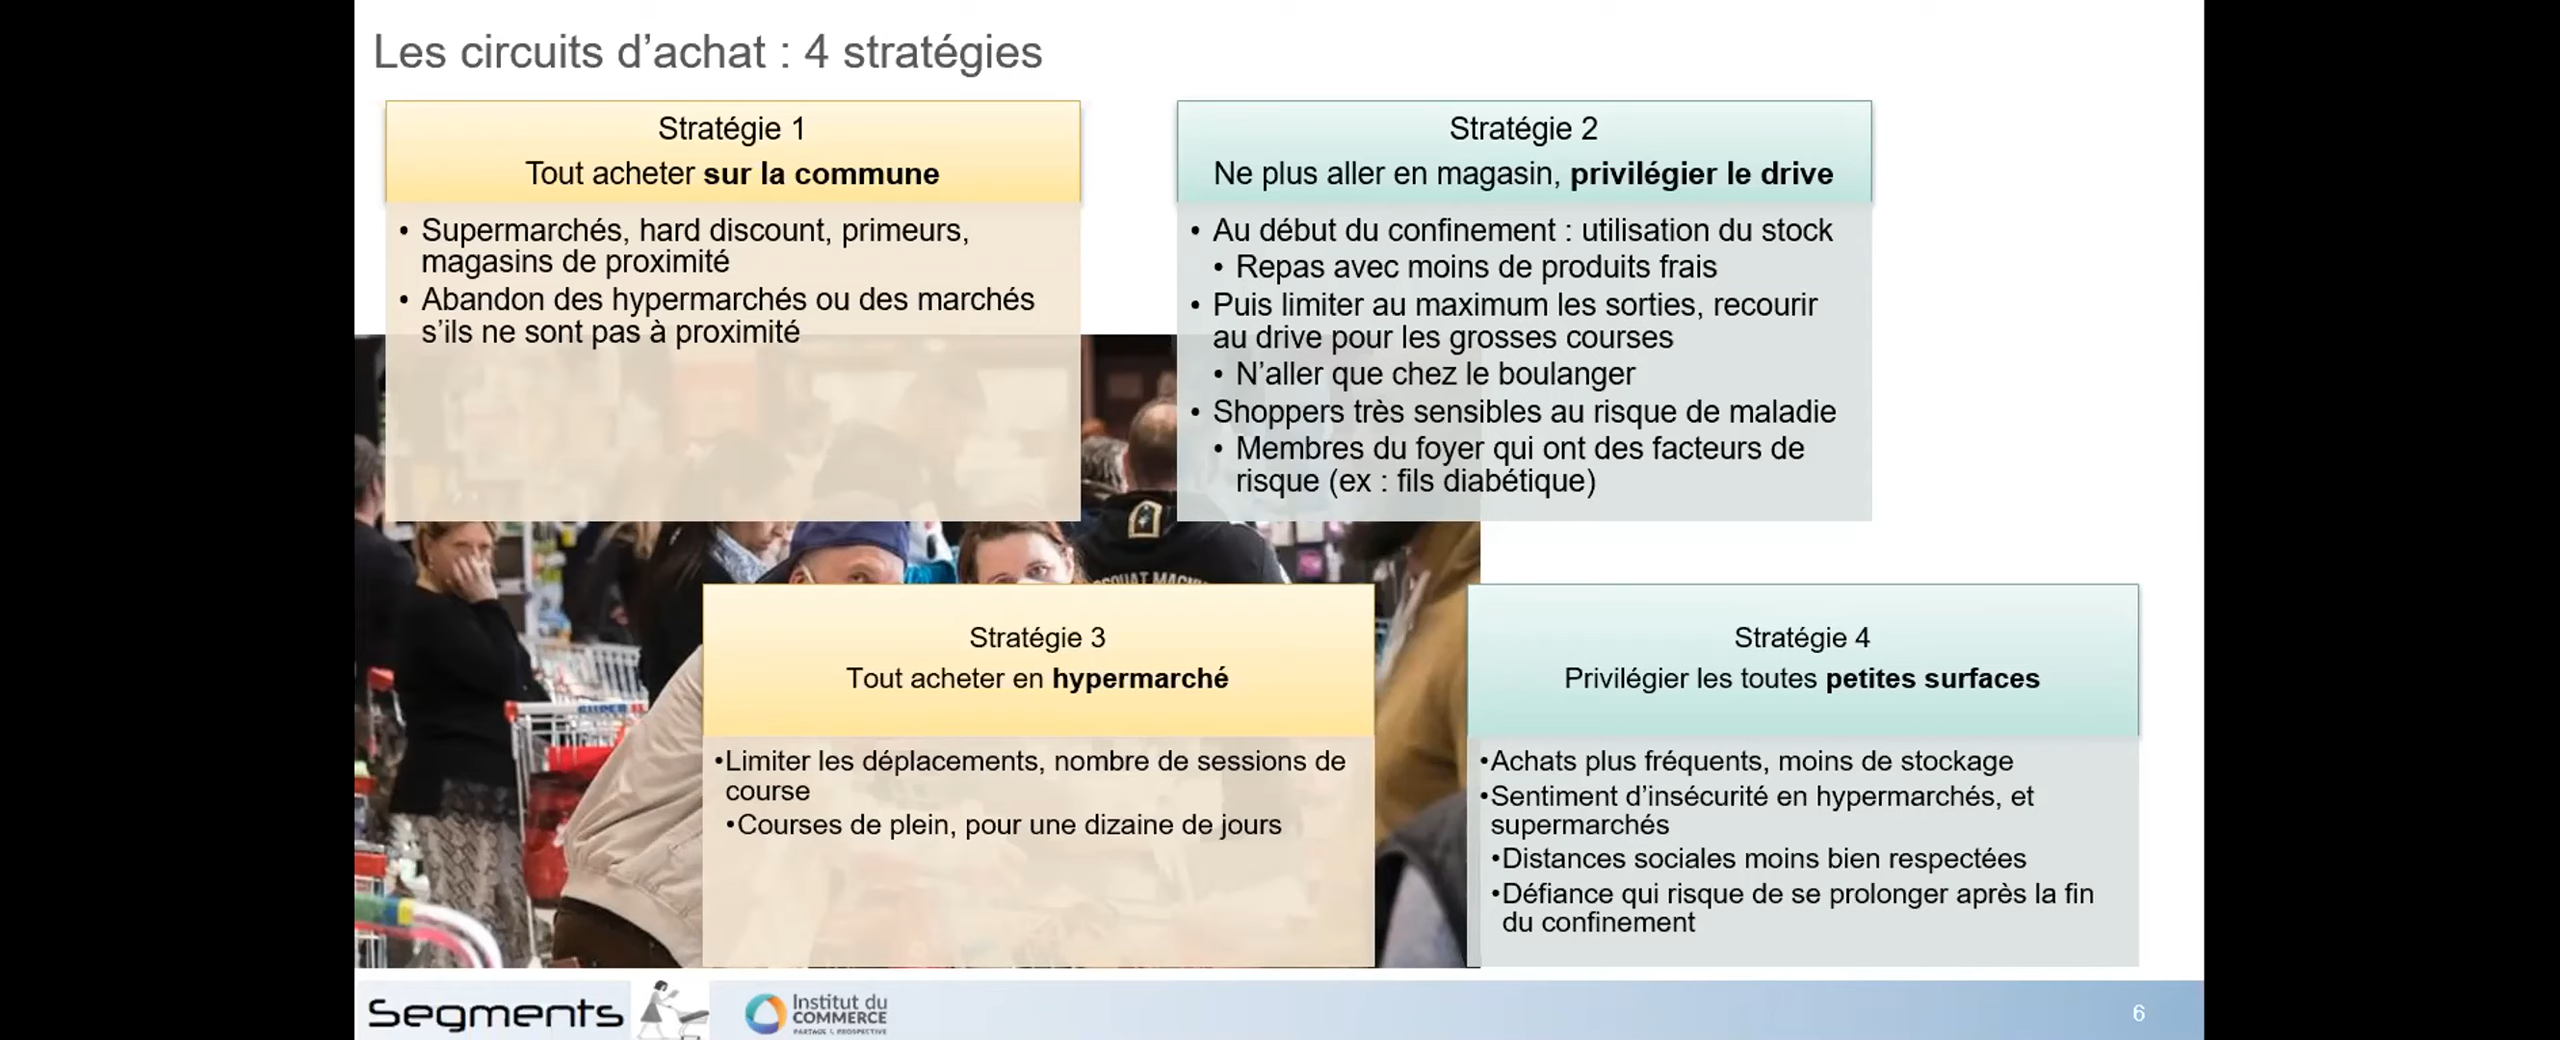 Les circuits d’achat : 4 stratégies
Stratégie 1
Tout acheter sur la commune
• Supermarchés, hard discount, primeurs,
magasins de proximité
• Abandon des hypermarchés ou des marchés
s’ils ne sont pas à proximité
Stratégie 2
Ne plus aller en magasin, privilégier le drive
• Au début du confinement : utilisation du stock
• Repas avec moins de produits frais
• Puis limiter au maximum les sorties, recourir
au drive pour les grosses courses
• N’aller que chez le boulanger
• Shoppers très sensibles au risque de maladie
• Membres du foyer qui ont des facteurs de
risque (ex : fils diabétique)
Stratégie 3
Tout acheter en hypermarché
•Limiter les déplacements, nombre de sessions de
course
•Courses de plein, pour une dizaine de jours
Stratégie 4
Privilégier les toutes petites surfaces
•Achats plus fréquents, moins de stockage
•Sentiment d’insécurité en hypermarchés, et
supermarchés
•Distances sociales moins bien respectées
•Défiance qui risque de se prolonger après la fin
du confinement
Segments
Institut du
COMMERCE
PARTAGE & PROSPECTIVE
6